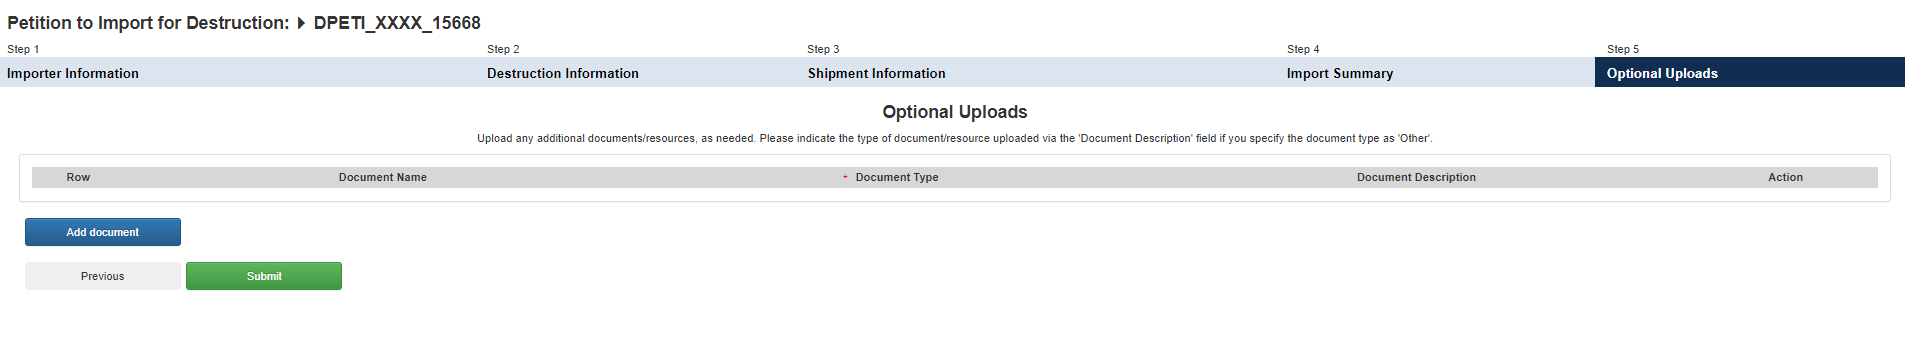 Petition to Import for Destruction: DPETI_XXXX_15668
Step 1 Step 2 Step 3 Step 4 Step 5
Importer Information Destruction Information Shipment Information Import Summary Optional Uploads
Optional Uploads
Upload any additional documents/resources, as needed. Please indicate the type of document/resource uploaded via the 'Document Description' field if you specify the document type as 'Other'.
Row Document Name * Document Type Document Description Action
Add document
Previous Submit